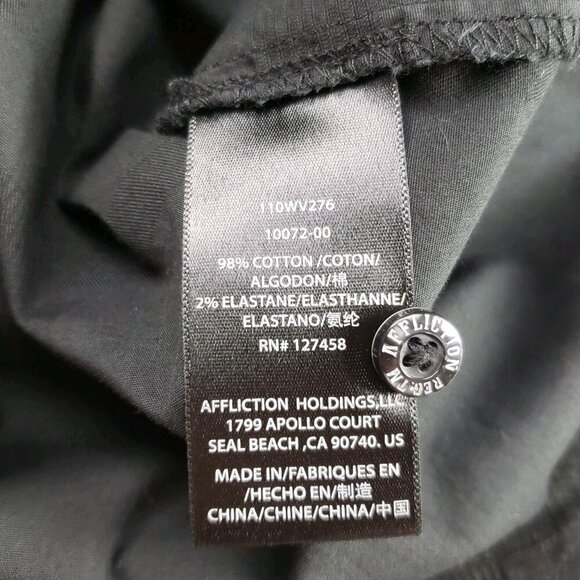 110WV276
10072-00
98% COTTON /COTON/
ALGODON/棉
2% ELASTANE/ELASTHANNE/
ELASTANO/氨纶
RN# 127458
AFFLICTION HOLDINGS,LLC
1799 APOLLO COURT
SEAL BEACH ,CA 90740. US
MADE IN/FABRIQUES EN
/HECHO EN/制造
CHINA/CHINE/CHINA/中国
AFFLICTION